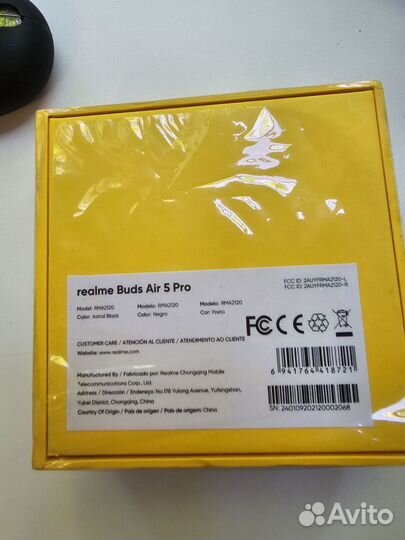 realme Buds Air 5 Pro
Model: RMA2120 Modelo: RMA2120 Modelo: RMA2120
Color: Astral Black Color: Negro Cor: Preto
FCC ID: 2AUYFRMA2120-L
FCC ID: 2AUYFRMA2120-R
CUSTOMER CARE / ATENCIÓN AL CLIENTE / ATENDIMENTO AO CLIENTE
Website: www.realme.com
FC CE
Manufactured By / Fabricado por: Realme Chongqing Mobile
Telecommunications Corp., Ltd.
Address / Dirección / Endereço: No.178 Yulong Avenue, Yufengshan,
Yubei District, Chongqing, China
Country Of Origin / País de origen / País de origem: China
6 941764 418721
SN: 240109202120002068
Avito